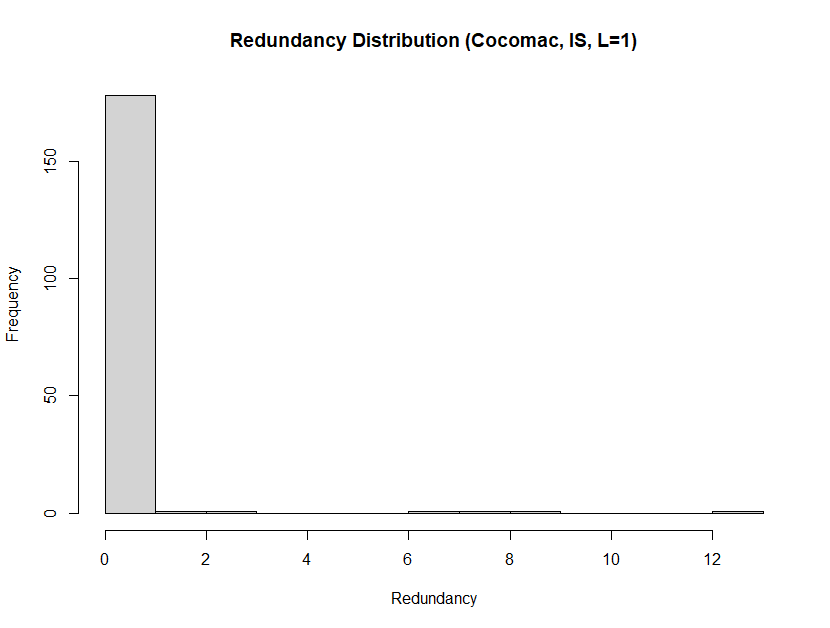 Redundancy Distribution (Cocomac, IS, L=1)
Frequency
150
100
50
0
0 2 4 6 8 10 12
Redundancy